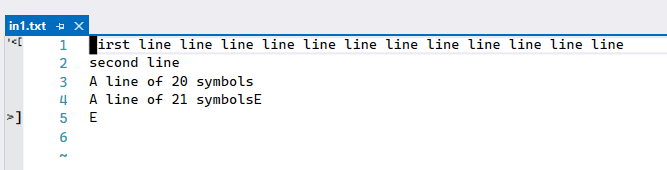 in1.txt
'<[ 1 irst line line line line line line line line line line line line
2 second line
3 A line of 20 symbols
4 A line of 21 symbolsE
>] 5 E
6
~